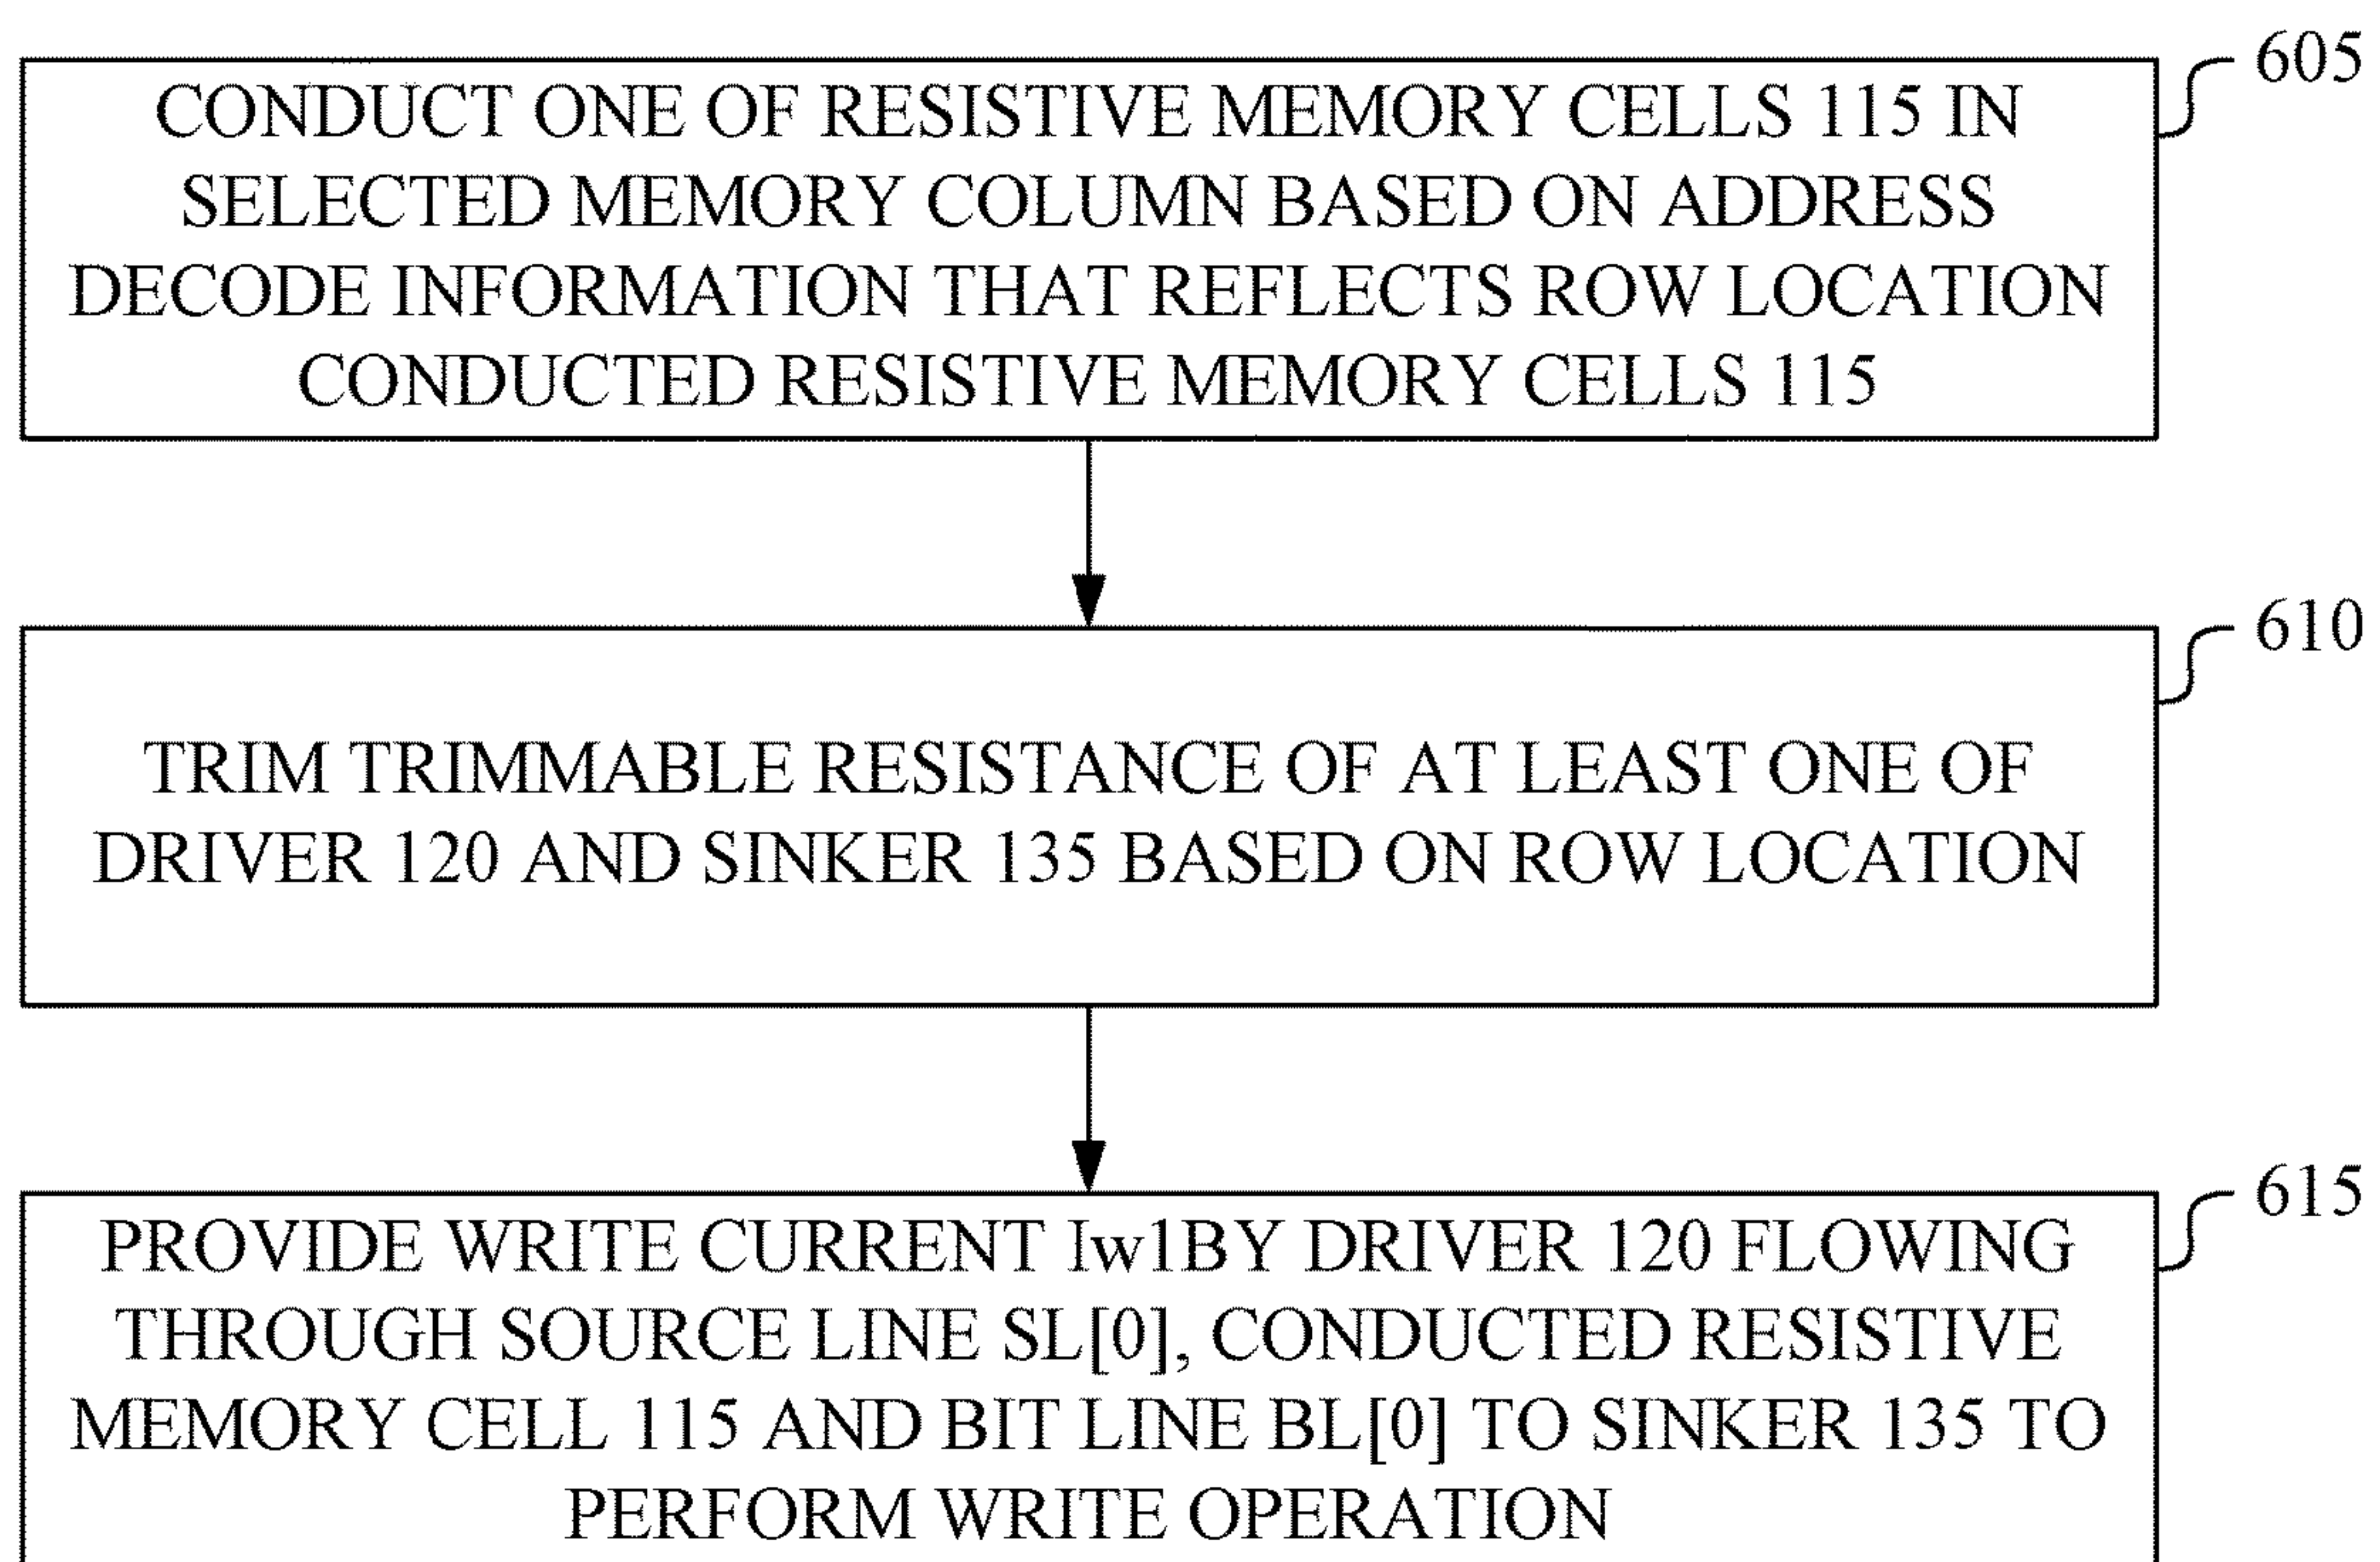 605
CONDUCT ONE OF RESISTIVE MEMORY CELLS 115 IN
SELECTED MEMORY COLUMN BASED ON ADDRESS
DECODE INFORMATION THAT REFLECTS ROW LOCATION
CONDUCTED RESISTIVE MEMORY CELLS 115
610
TRIM TRIMMABLE RESISTANCE OF AT LEAST ONE OF
DRIVER 120 AND SINKER 135 BASED ON ROW LOCATION
615
PROVIDE WRITE CURRENT Iw1BY DRIVER 120 FLOWING
THROUGH SOURCE LINE SL[0], CONDUCTED RESISTIVE
MEMORY CELL 115 AND BIT LINE BL[0] TO SINKER 135 TO
PERFORM WRITE OPERATION